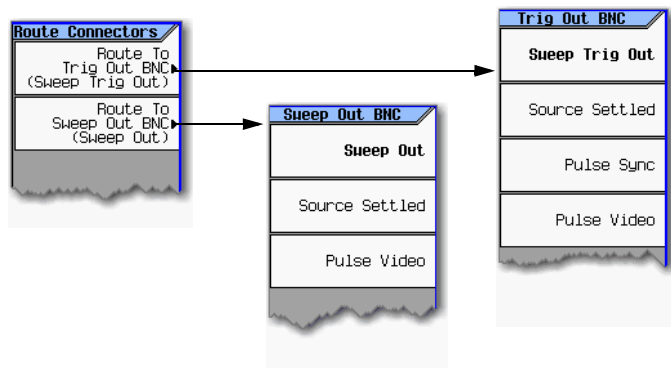 Route Connectors
Route To
Trig Out BNC
(Sweep Trig Out)
Route To
Sweep Out BNC
(Sweep Out)
Sweep Out BNC
Sweep Out
Source Settled
Pulse Video
Trig Out BNC
Sweep Trig Out
Source Settled
Pulse Sync
Pulse Video